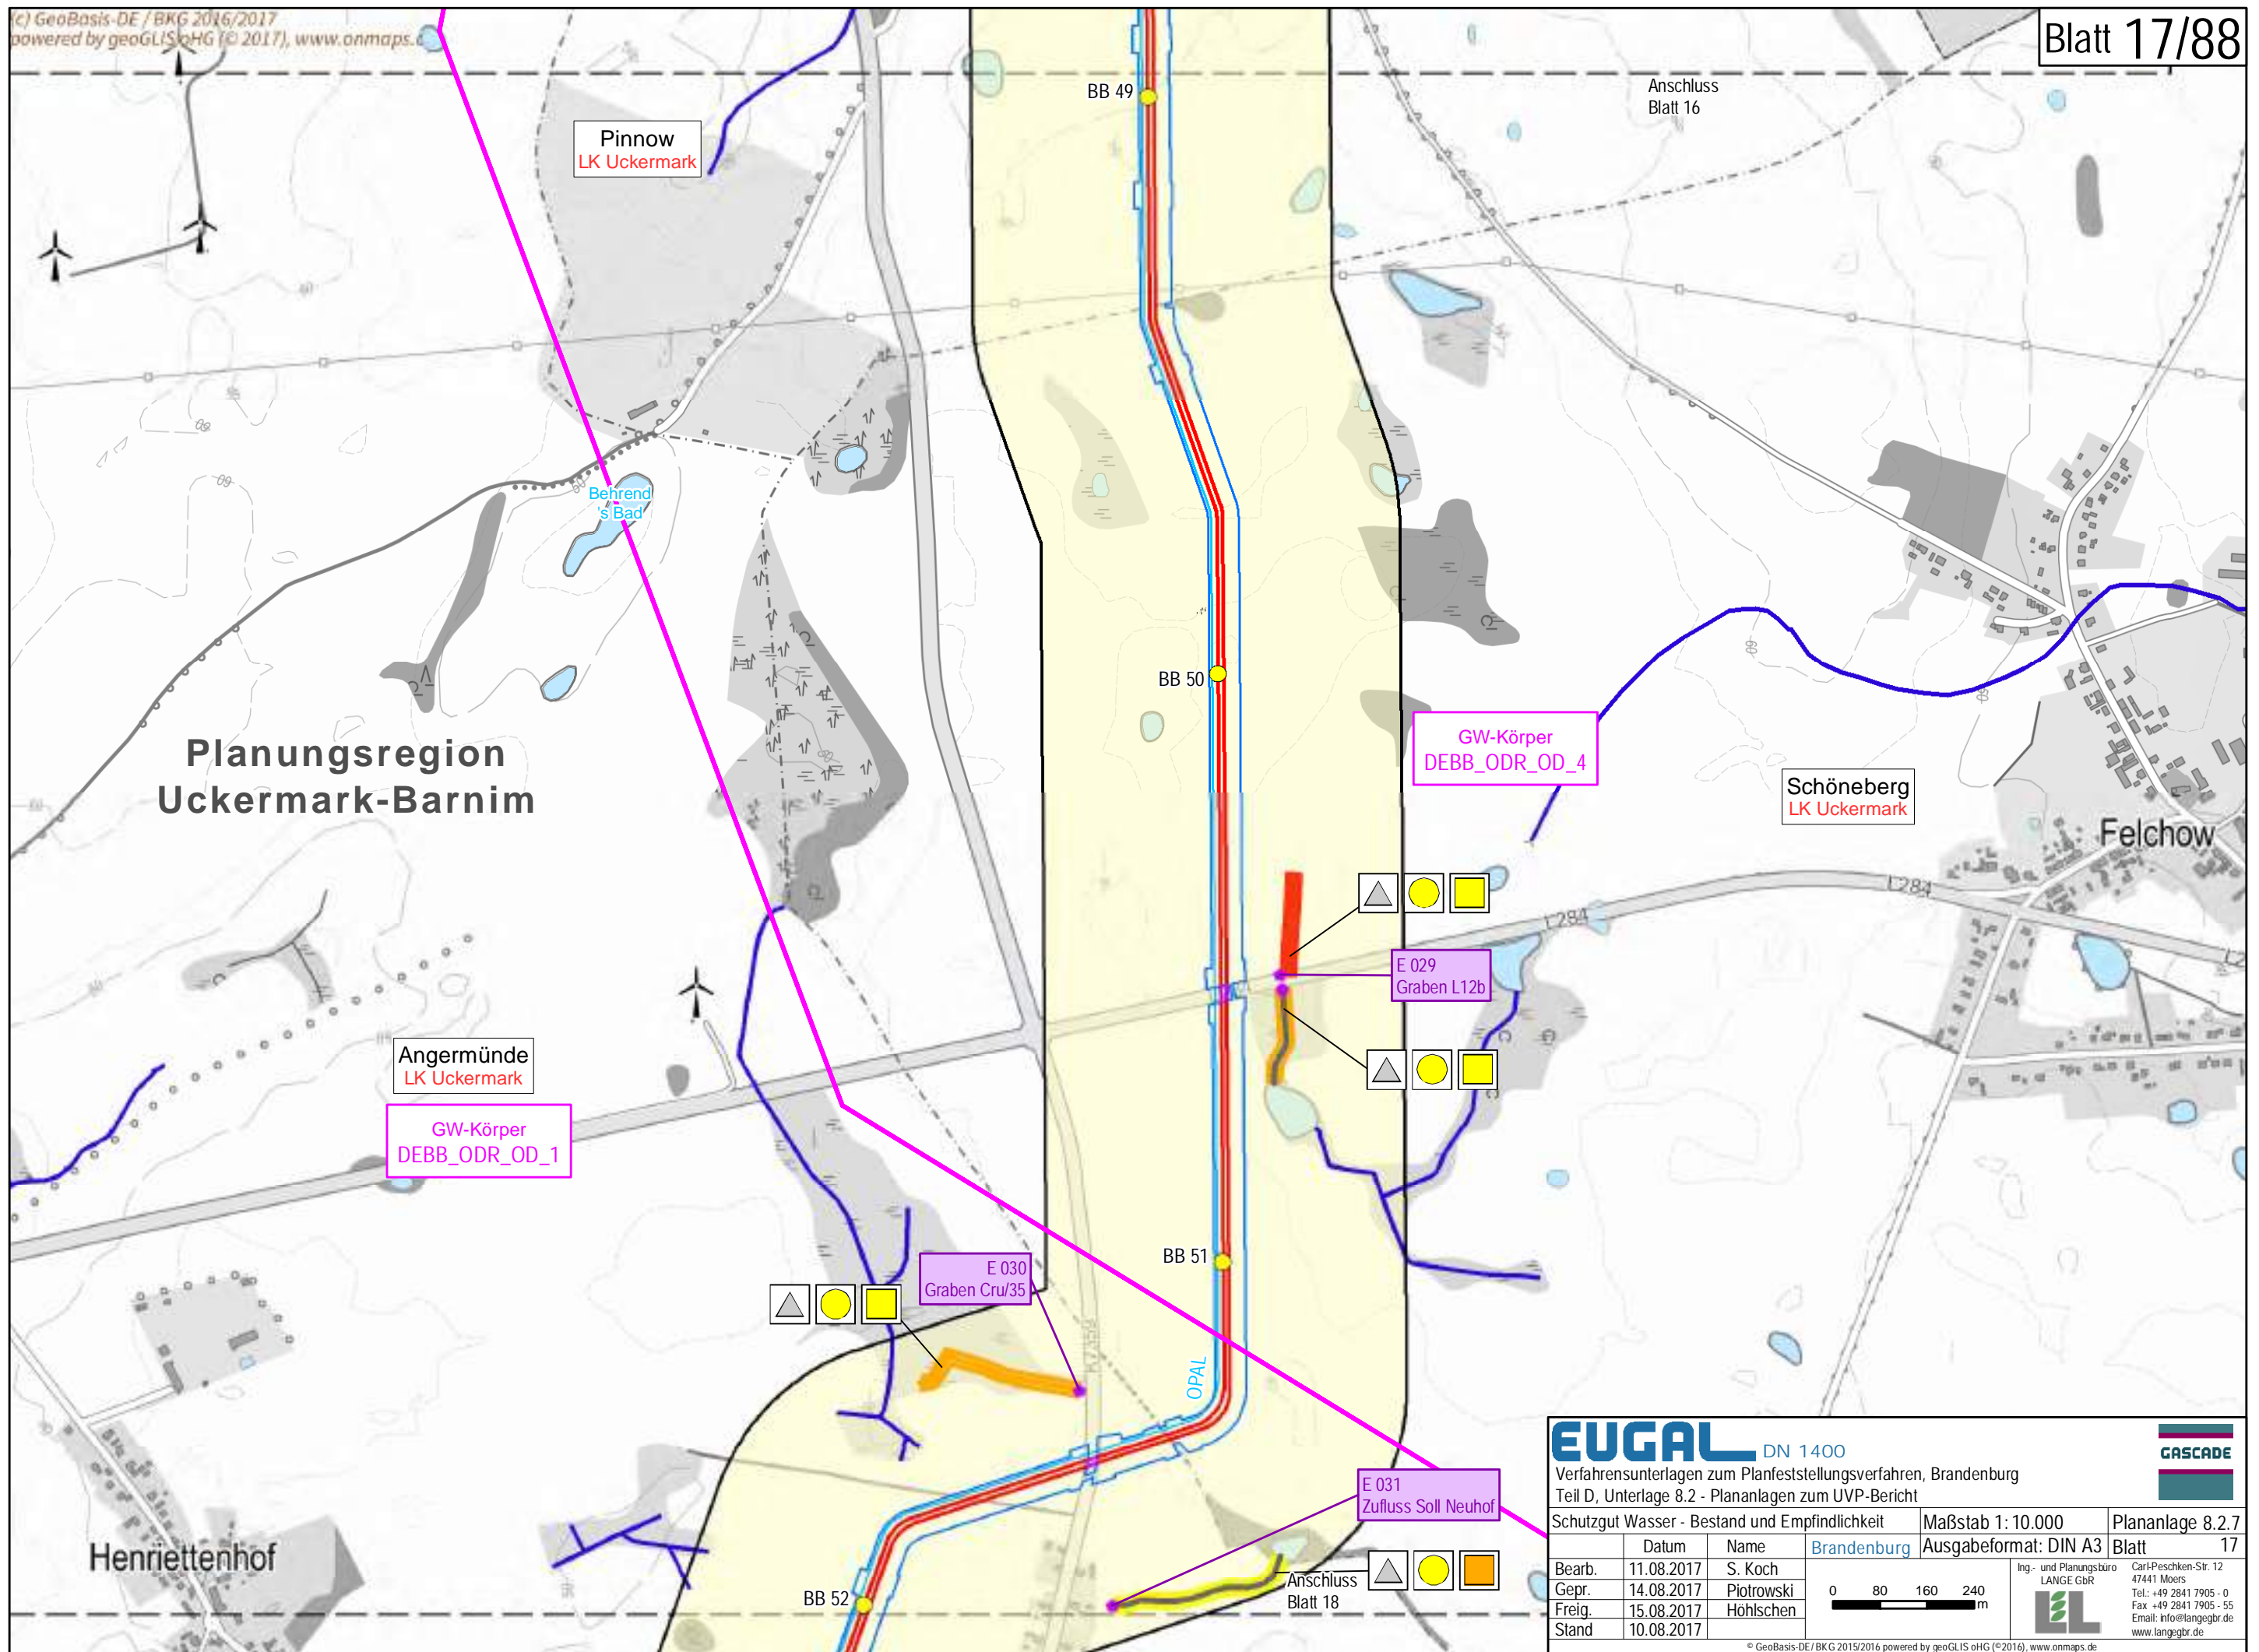 (c) GeoBasis-DE / BKG 2016/2017
powered by geoGLIS oHG (© 2017), www.onmaps.
Blatt 17/88
Anschluss
Blatt 16
BB 49
Pinnow
LK Uckermark
Behrend
's Bad
BB 50
Planungsregion
Uckermark-Barnim
GW-Körper
DEBB_ODR_OD_4
Schöneberg
LK Uckermark
Felchow
L284
L284
E 029
Graben L12b
Angermünde
LK Uckermark
GW-Körper
DEBB_ODR_OD_1
BB 51
E 030
Graben Cru/35
OPAL
E 031
Zufluss Soll Neuhof
Henriettenhof
BB 52
Anschluss
Blatt 18
EUGAL DN 1400
GASCADE
Verfahrensunterlagen zum Planfeststellungsverfahren, Brandenburg
Teil D, Unterlage 8.2 - Plananlagen zum UVP-Bericht
Schutzgut Wasser - Bestand und Empfindlichkeit
Maßstab 1: 10.000
Plananlage 8.2.7
Datum Name
Brandenburg
Ausgabeformat: DIN A3
Blatt 17
Bearb. 11.08.2017 S. Koch
Gepr. 14.08.2017 Piotrowski
Freig. 15.08.2017 Höhlschen
Stand 10.08.2017
0 80 160 240
m
Ing.- und Planungsbüro
LANGE GbR
Carl-Peschken-Str. 12
47441 Moers
Tel.: +49 2841 7905 - 0
Fax +49 2841 7905 - 55
Email: info@langegbr.de
www.langegbr.de
© GeoBasis-DE/ BKG 2015/2016 powered by geoGLIS oHG (©2016), www.onmaps.de